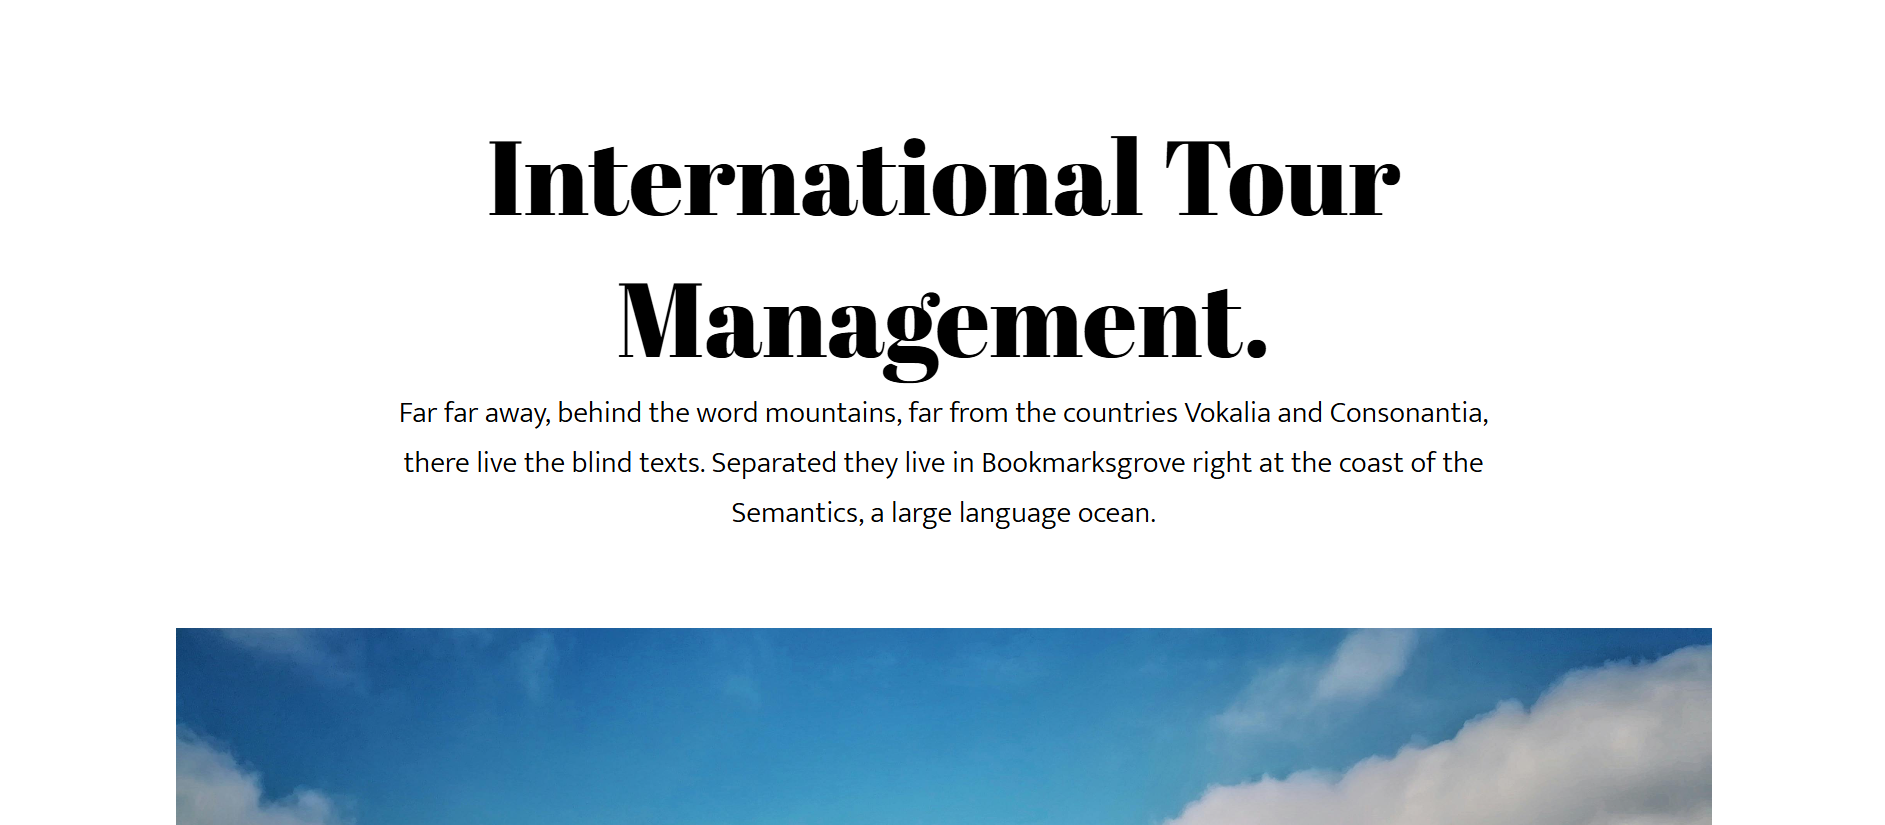 International Tour
Management.
Far far away, behind the word mountains, far from the countries Vokalia and Consonantia,
there live the blind texts. Separated they live in Bookmarksgrove right at the coast of the
Semantics, a large language ocean.